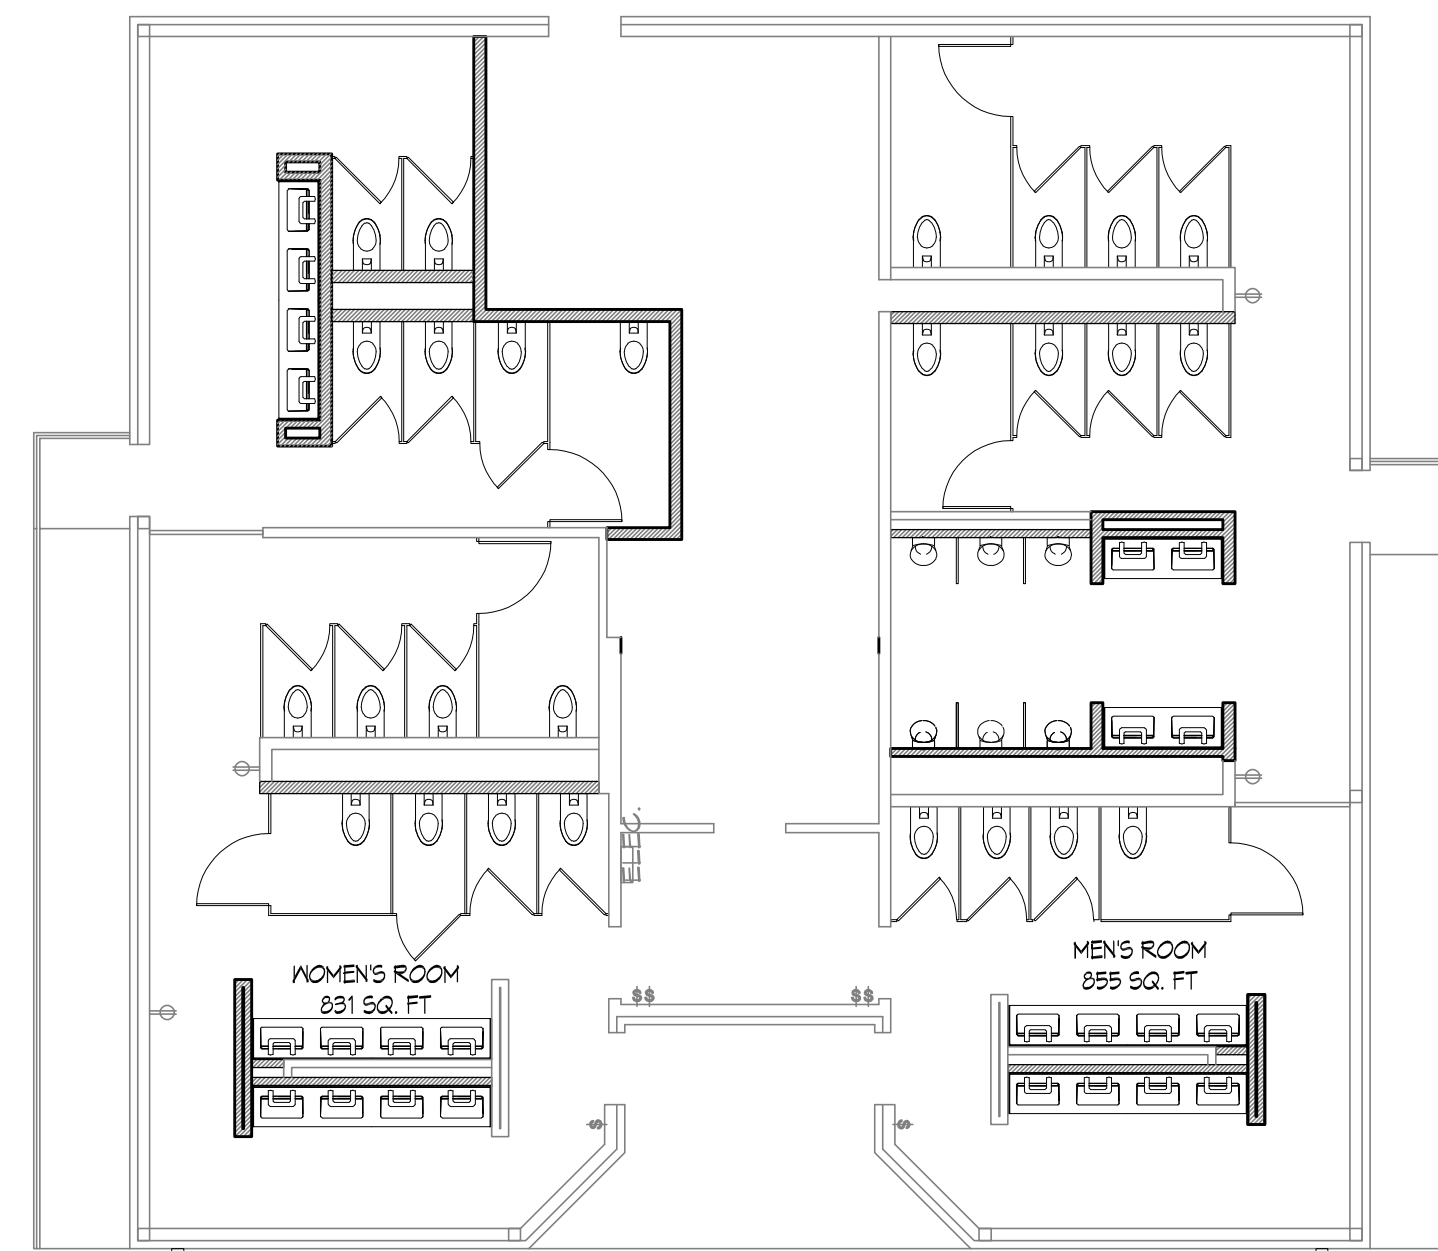 ELEC.
WOMEN'S ROOM
831 SQ. FT
MEN'S ROOM
855 SQ. FT
$$
$$
$
$